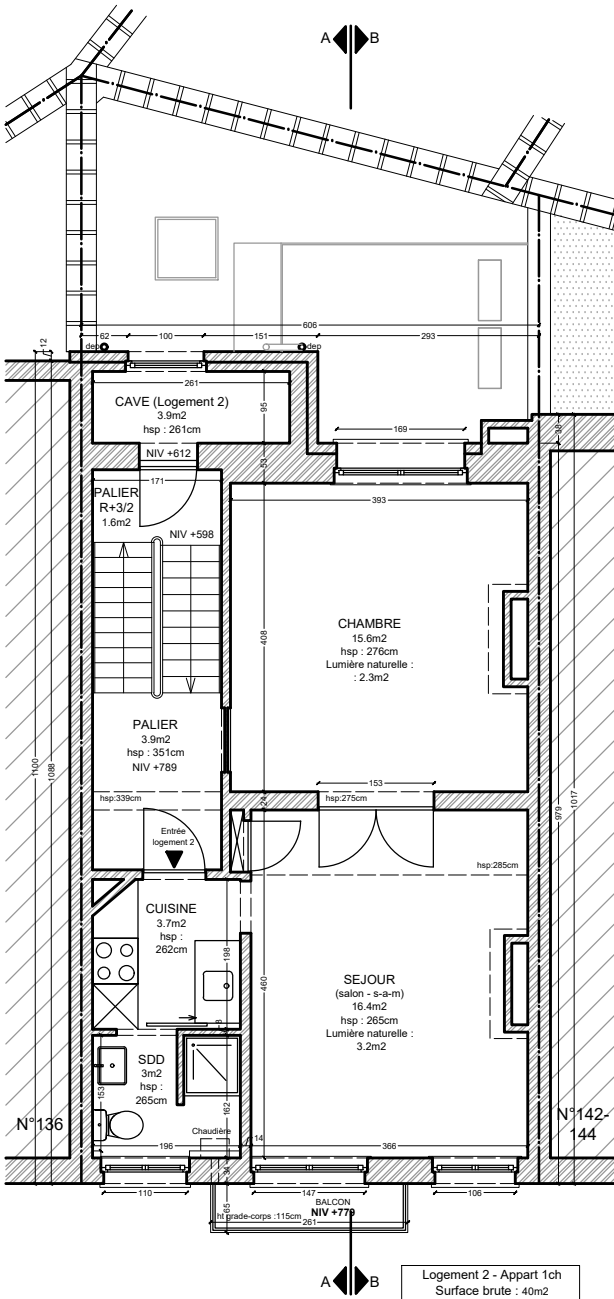 A B
606
62 100 151 293
dep dep
12
261
CAVE (Logement 2)
3.9m2
hsp : 261cm
95
169
38
NIV +612
53
171
393
PALIER
R+3/2
1.6m2
NIV +598
CHAMBRE
15.6m2
hsp : 276cm
Lumière naturelle :
: 2.3m2
408
PALIER
3.9m2
hsp : 351cm
NIV +789
1100
1088
979
1017
153
hsp:339cm
hsp:275cm
24
Entrée
logement 2
hsp:285cm
CUISINE
3.7m2
hsp :
262cm
198
460
SEJOUR
(salon - s-a-m)
16.4m2
hsp : 265cm
Lumière naturelle :
3.2m2
8
SDD
3m2
hsp :
265cm
153
162
N°136
N°142-
144
Chaudière
196
14
366
34
110
147
106
BALCON
NIV +779
ht grade-corps :115cm
65
261
A B
Logement 2 - Appart 1ch
Surface brute : 40m2